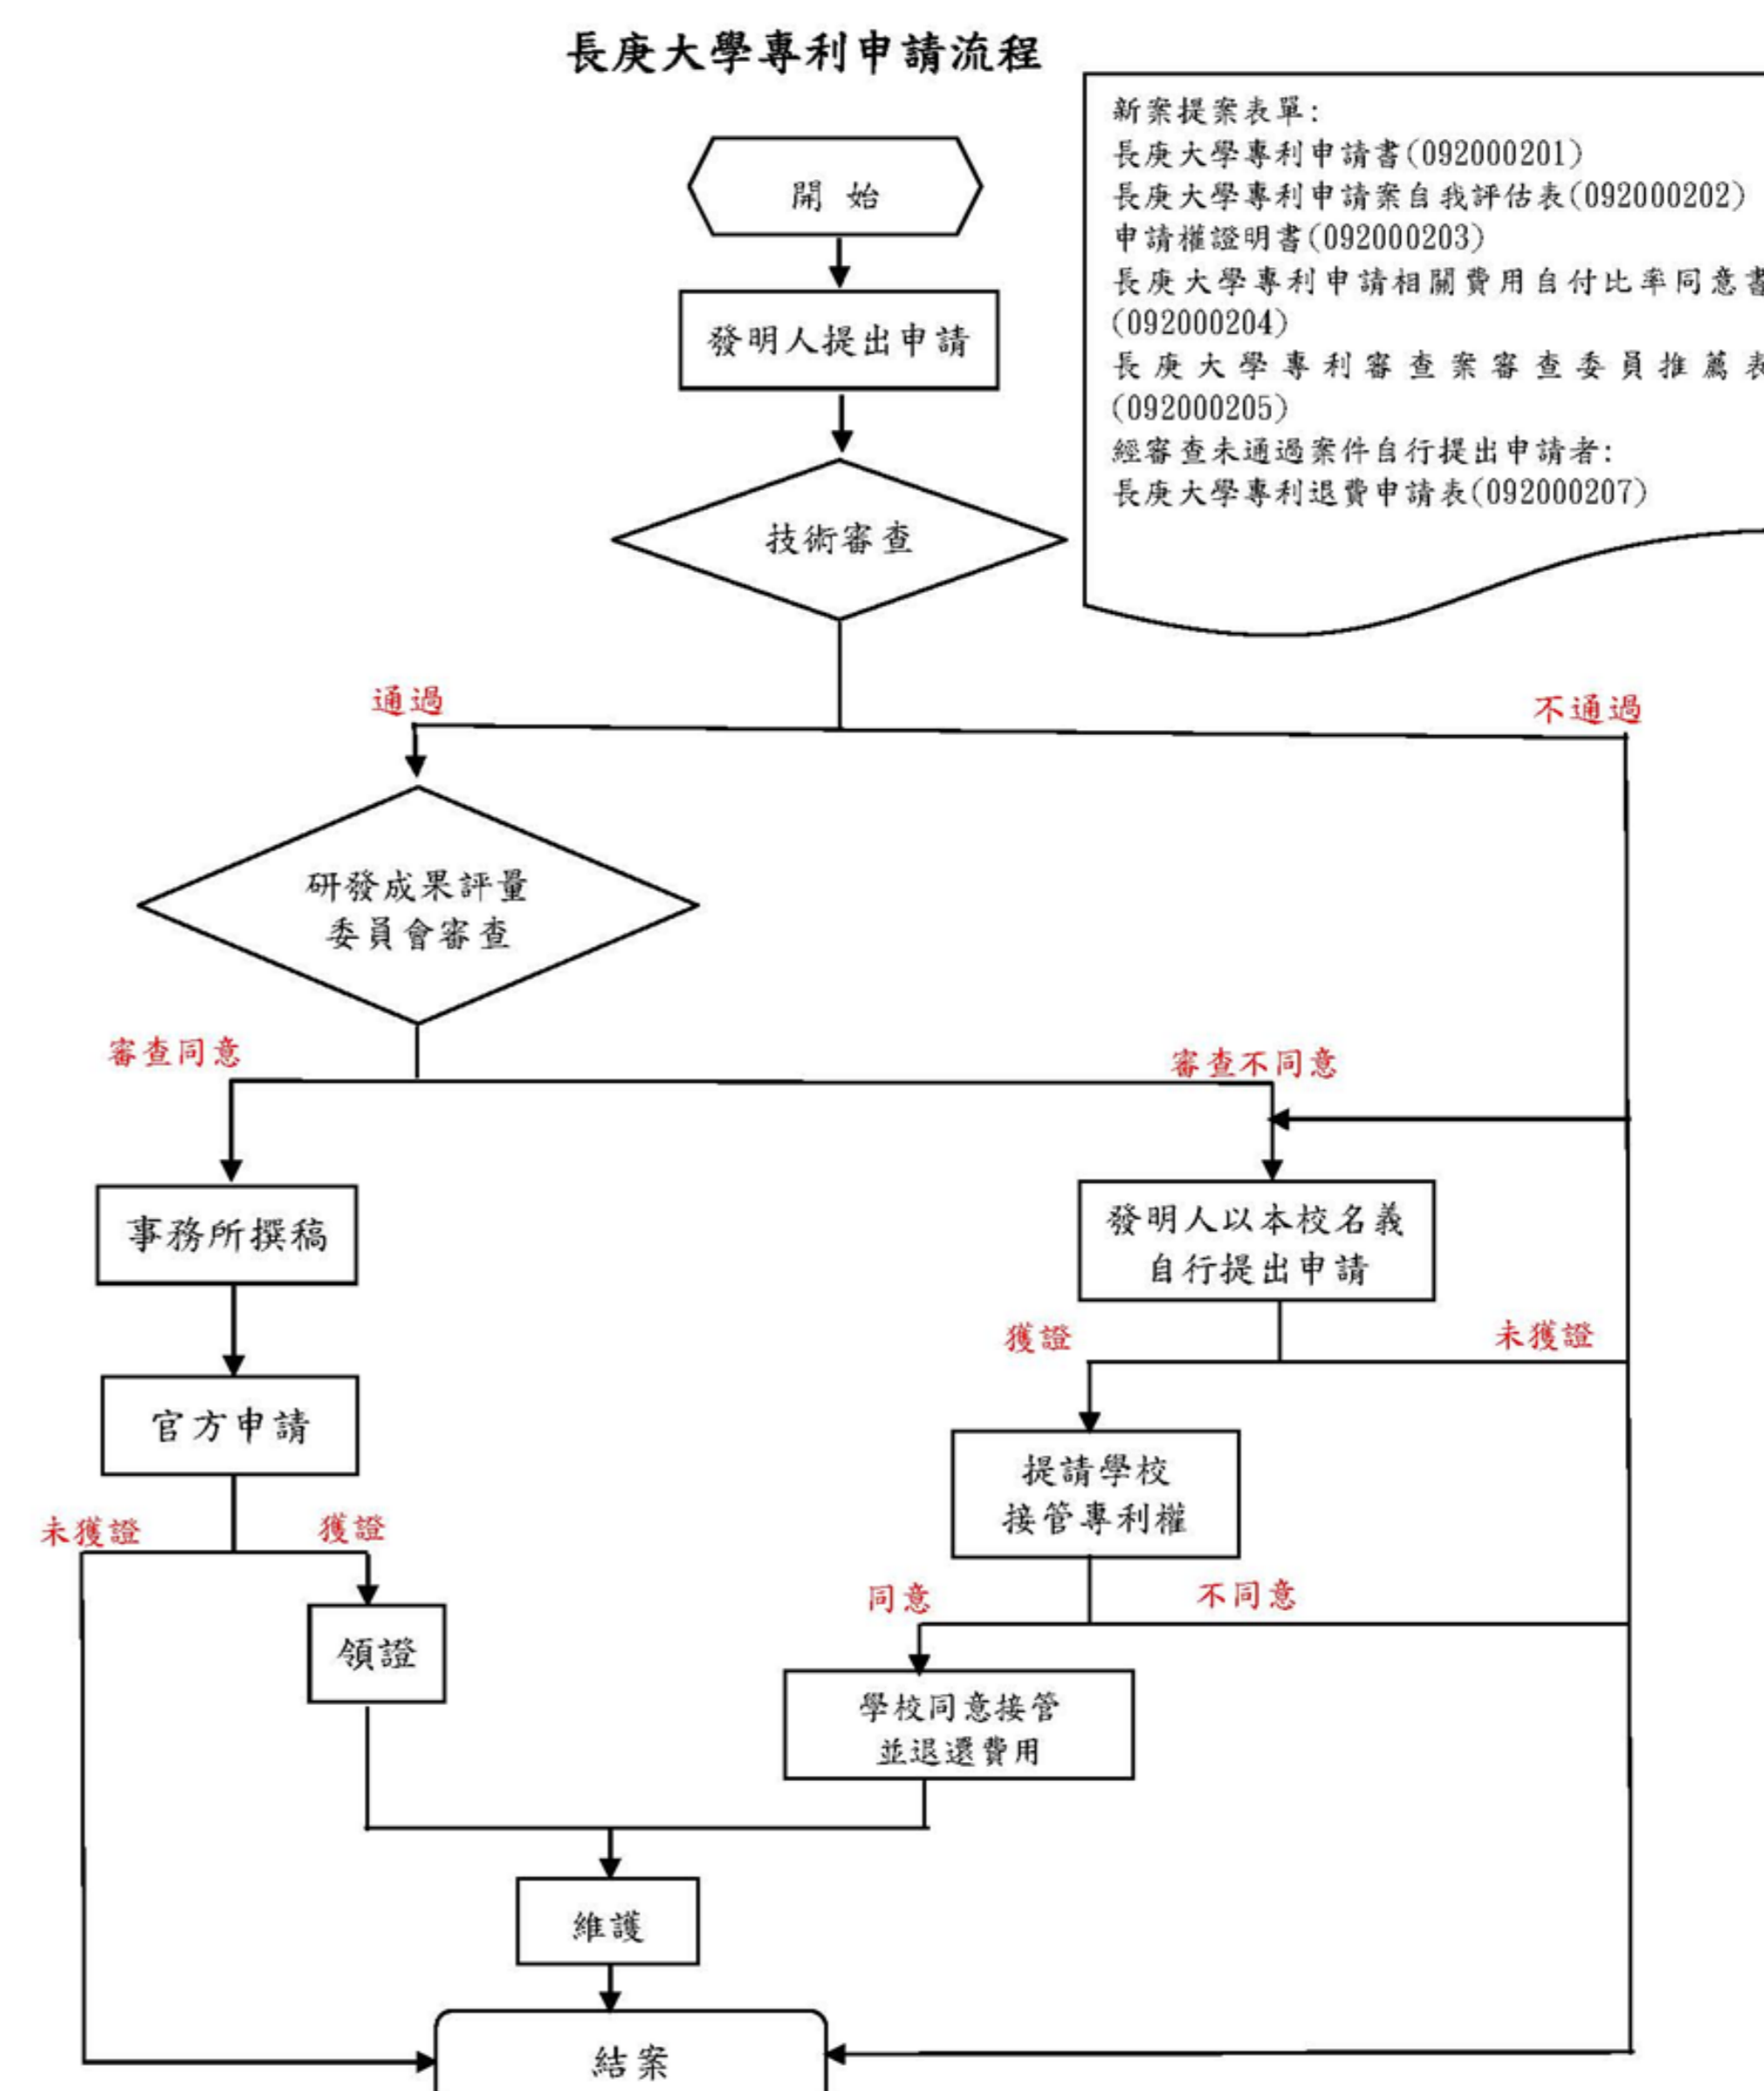 長庚大學專利申請流程
新案提案表單:
長庚大學專利申請書(092000201)
長庚大學專利申請案自我評估表(092000202)
申請權證明書(092000203)
長庚大學專利申請相關費用自付比率同意書
(092000204)
長庚大學專利審查案審查委員推薦表
(092000205)
經審查未通過案件自行提出申請者:
長庚大學專利退費申請表(092000207)
開 始
發明人提出申請
技術審查
通過
不通過
研發成果評量
委員會審查
審查同意
審查不同意
事務所撰稿
發明人以本校名義
自行提出申請
獲證
未獲證
官方申請
提請學校
接管專利權
未獲證
獲證
同意
不同意
領證
學校同意接管
並退還費用
維護
結案